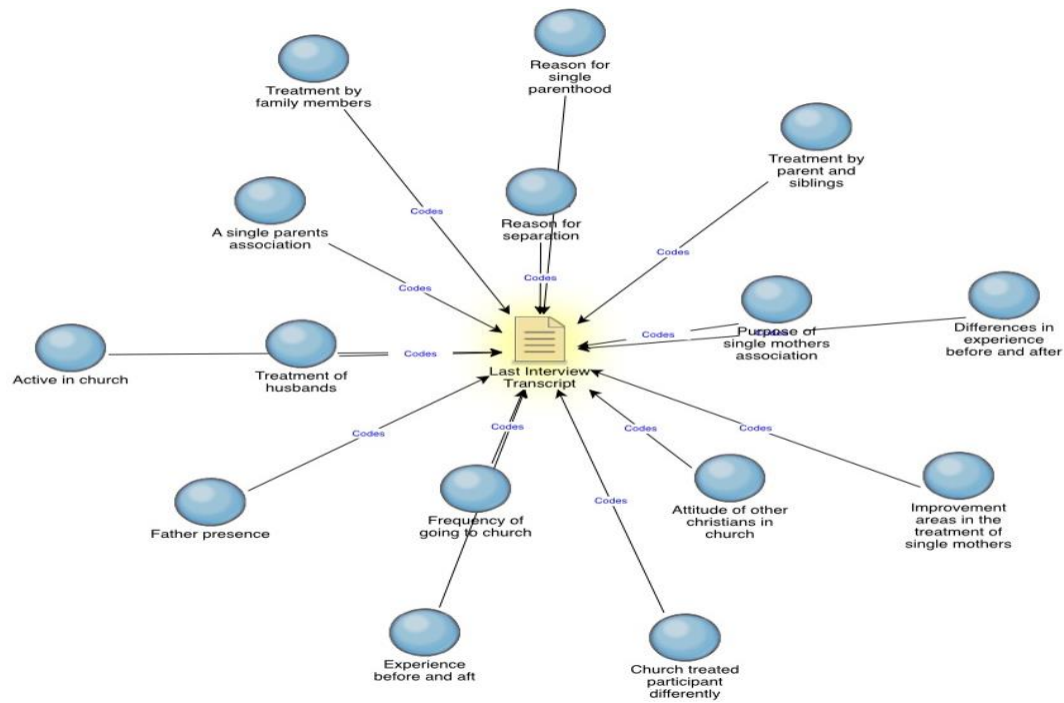 Reason for
single
parenthood
Treatment by
family members
Treatment by
parent and
siblings
Codes
A single parents
association
Reason for
separation
Codes
Codes
Codes
Codes
Purpose of
single mothers
association
Codes
Differences in
experience
before and after
Active in church
Treatment of
husbands
Codes
Last Interview
Transcript
Father presence
Codes
Frequency of
going to church
Codes
Attitude of other
christians in
church
Codes
Improvement
areas in the
treatment of
single mothers
Codes
Experience
before and aft
Church treated
participant
differently